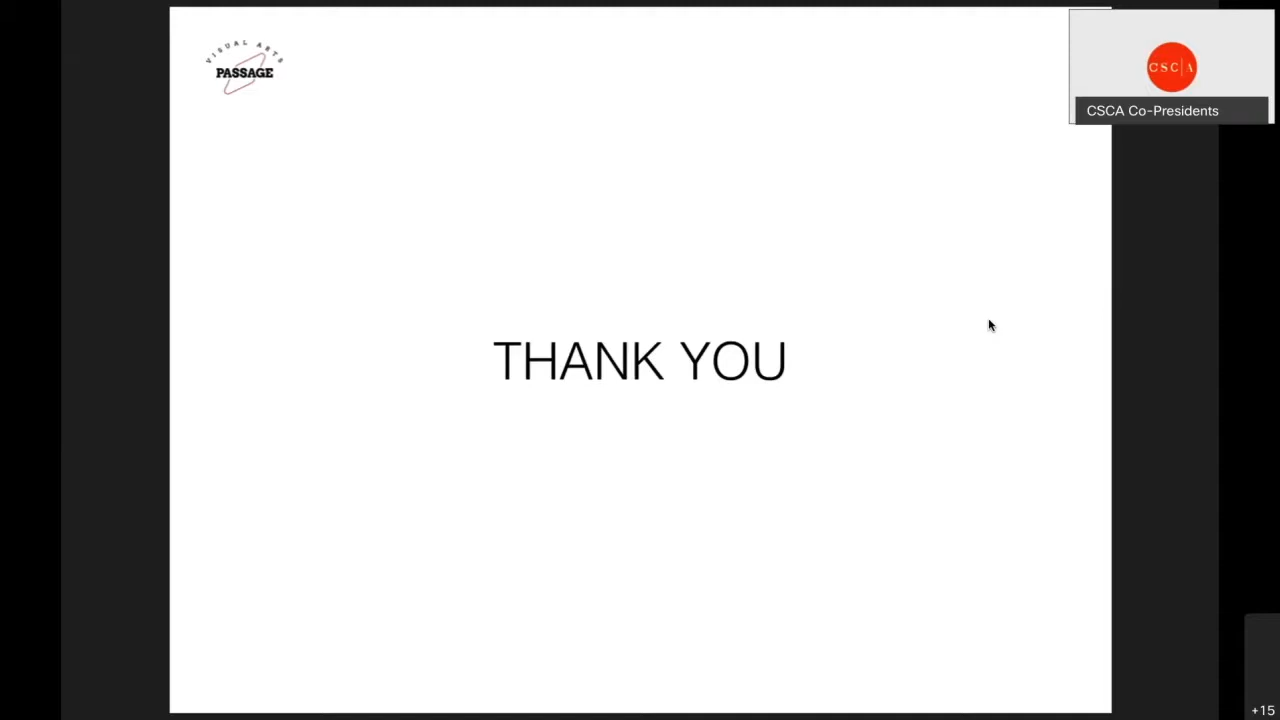 VISUAL ARTS
PASSAGE
CSC|A
CSCA Co-Presidents
THANK YOU
+15